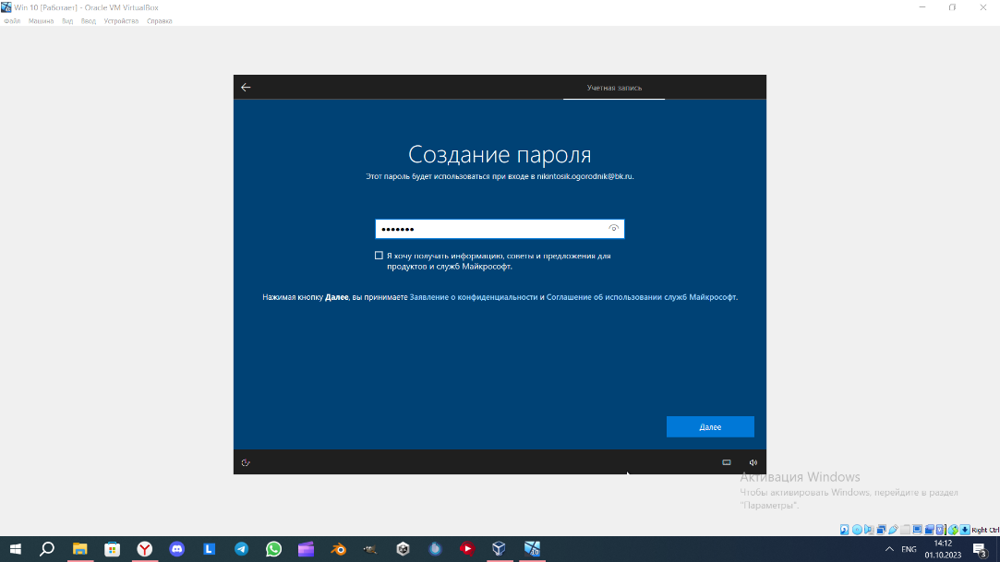 Win 10 [Работает] - Oracle VM VirtualBox
Файл Машина Вид Ввод Устройства Справка
Учетная запись
Создание пароля
Этот пароль будет использоваться при входе в nikintosik.ogorodnik@bk.ru.
Я хочу получать информацию, советы и предложения для
продуктов и служб Майкрософт.
Нажимая кнопку Далее, вы принимаете Заявление о конфиденциальности и Соглашение об использовании служб Майкрософт.
Далее
Активация Windows
Чтобы активировать Windows, перейдите в раздел
"Параметры".
Right Ctrl
ENG
14:12
01.10.2023
3